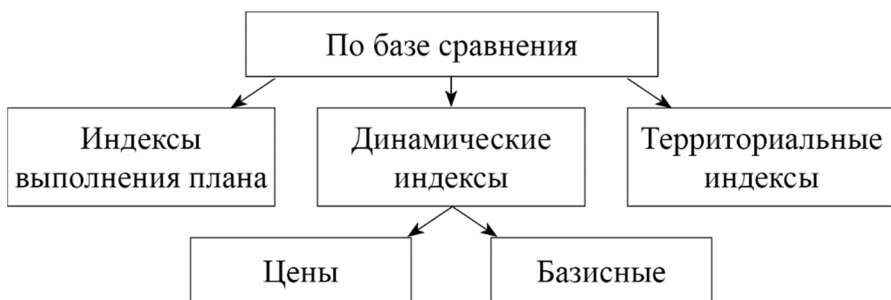 По базе сравнения
Индексы
выполнения плана
Динамические
индексы
Территориальные
индексы
Цены
Базисные